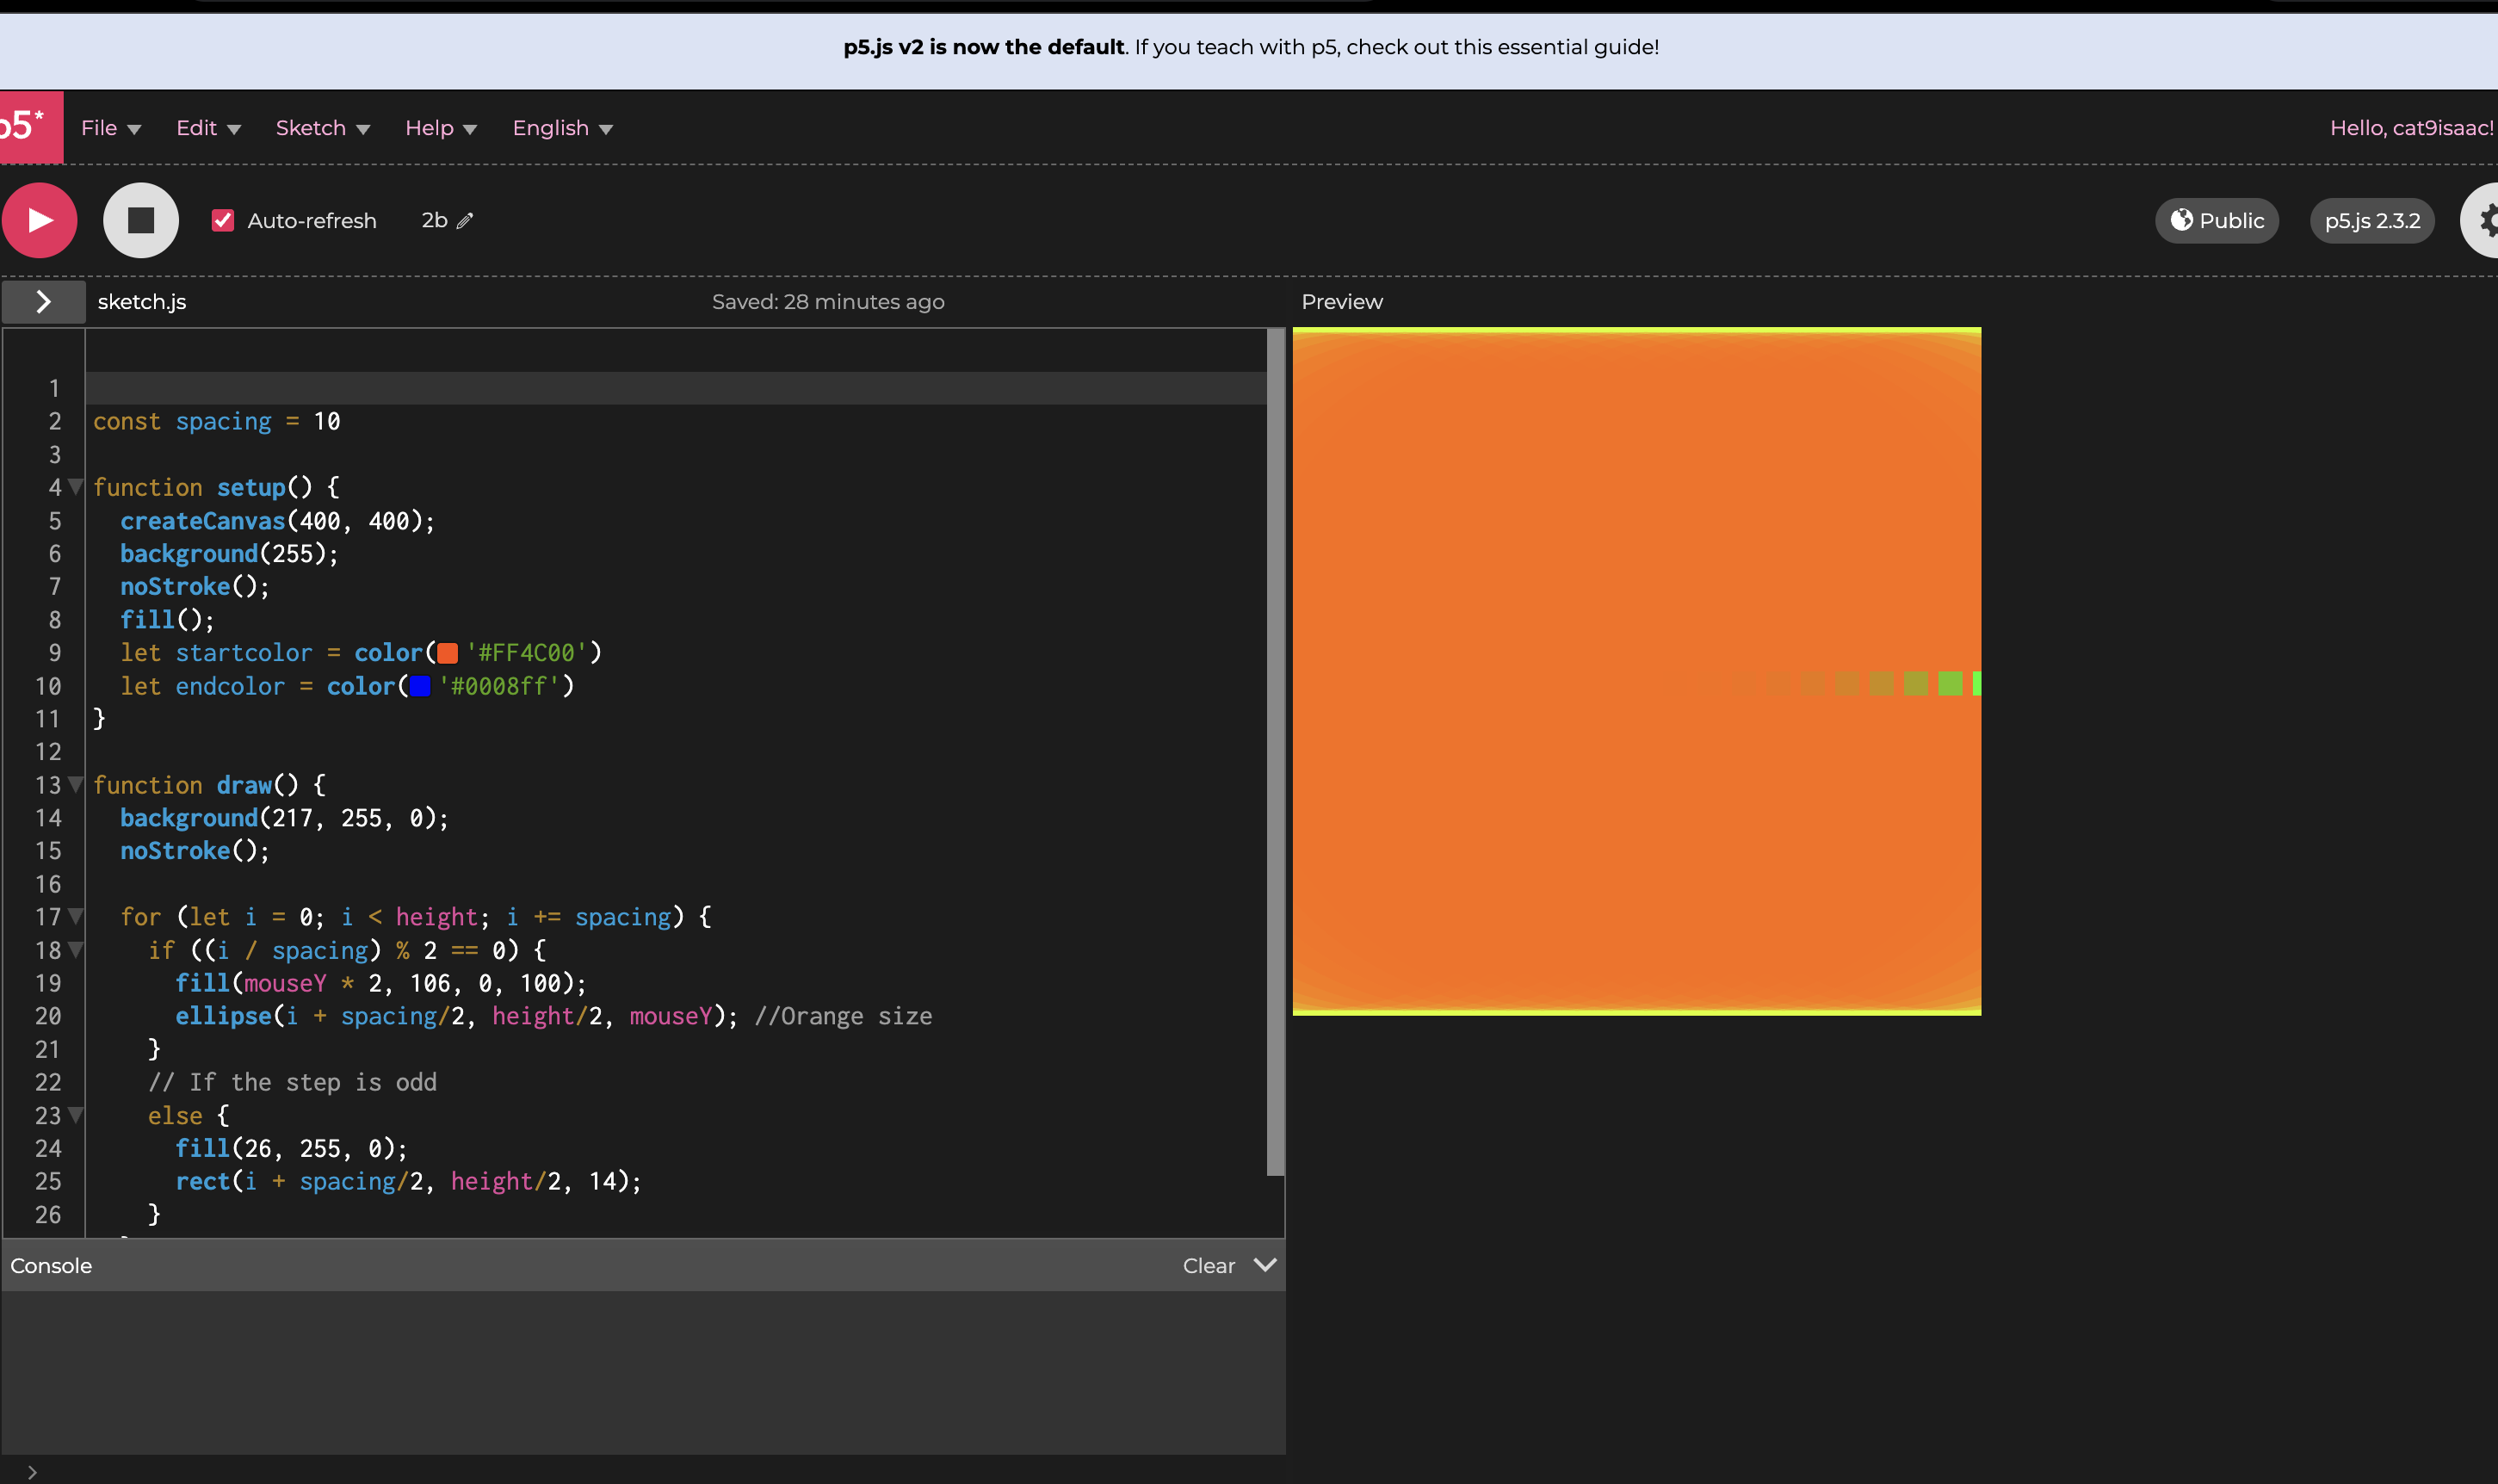 p5.js v2 is now the default. If you teach with p5, check out this essential guide!
p5* File Edit Sketch Help English Hello, cat9isaac!
Auto-refresh 2b Public p5.js 2.3.2
sketch.js Saved: 28 minutes ago Preview
1
2 const spacing = 10
3
4 function setup() {
5 createCanvas(400, 400);
6 background(255);
7 noStroke();
8 fill();
9 let startcolor = color('#FF4C00')
10 let endcolor = color('#0008ff')
11 }
12
13 function draw() {
14 background(217, 255, 0);
15 noStroke();
16
17 for (let i = 0; i < height; i += spacing) {
18 if ((i / spacing) % 2 == 0) {
19 fill(mouseY * 2, 106, 0, 100);
20 ellipse(i + spacing/2, height/2, mouseY); //Orange size
21 }
22 // If the step is odd
23 else {
24 fill(26, 255, 0);
25 rect(i + spacing/2, height/2, 14);
26 }
Console Clear